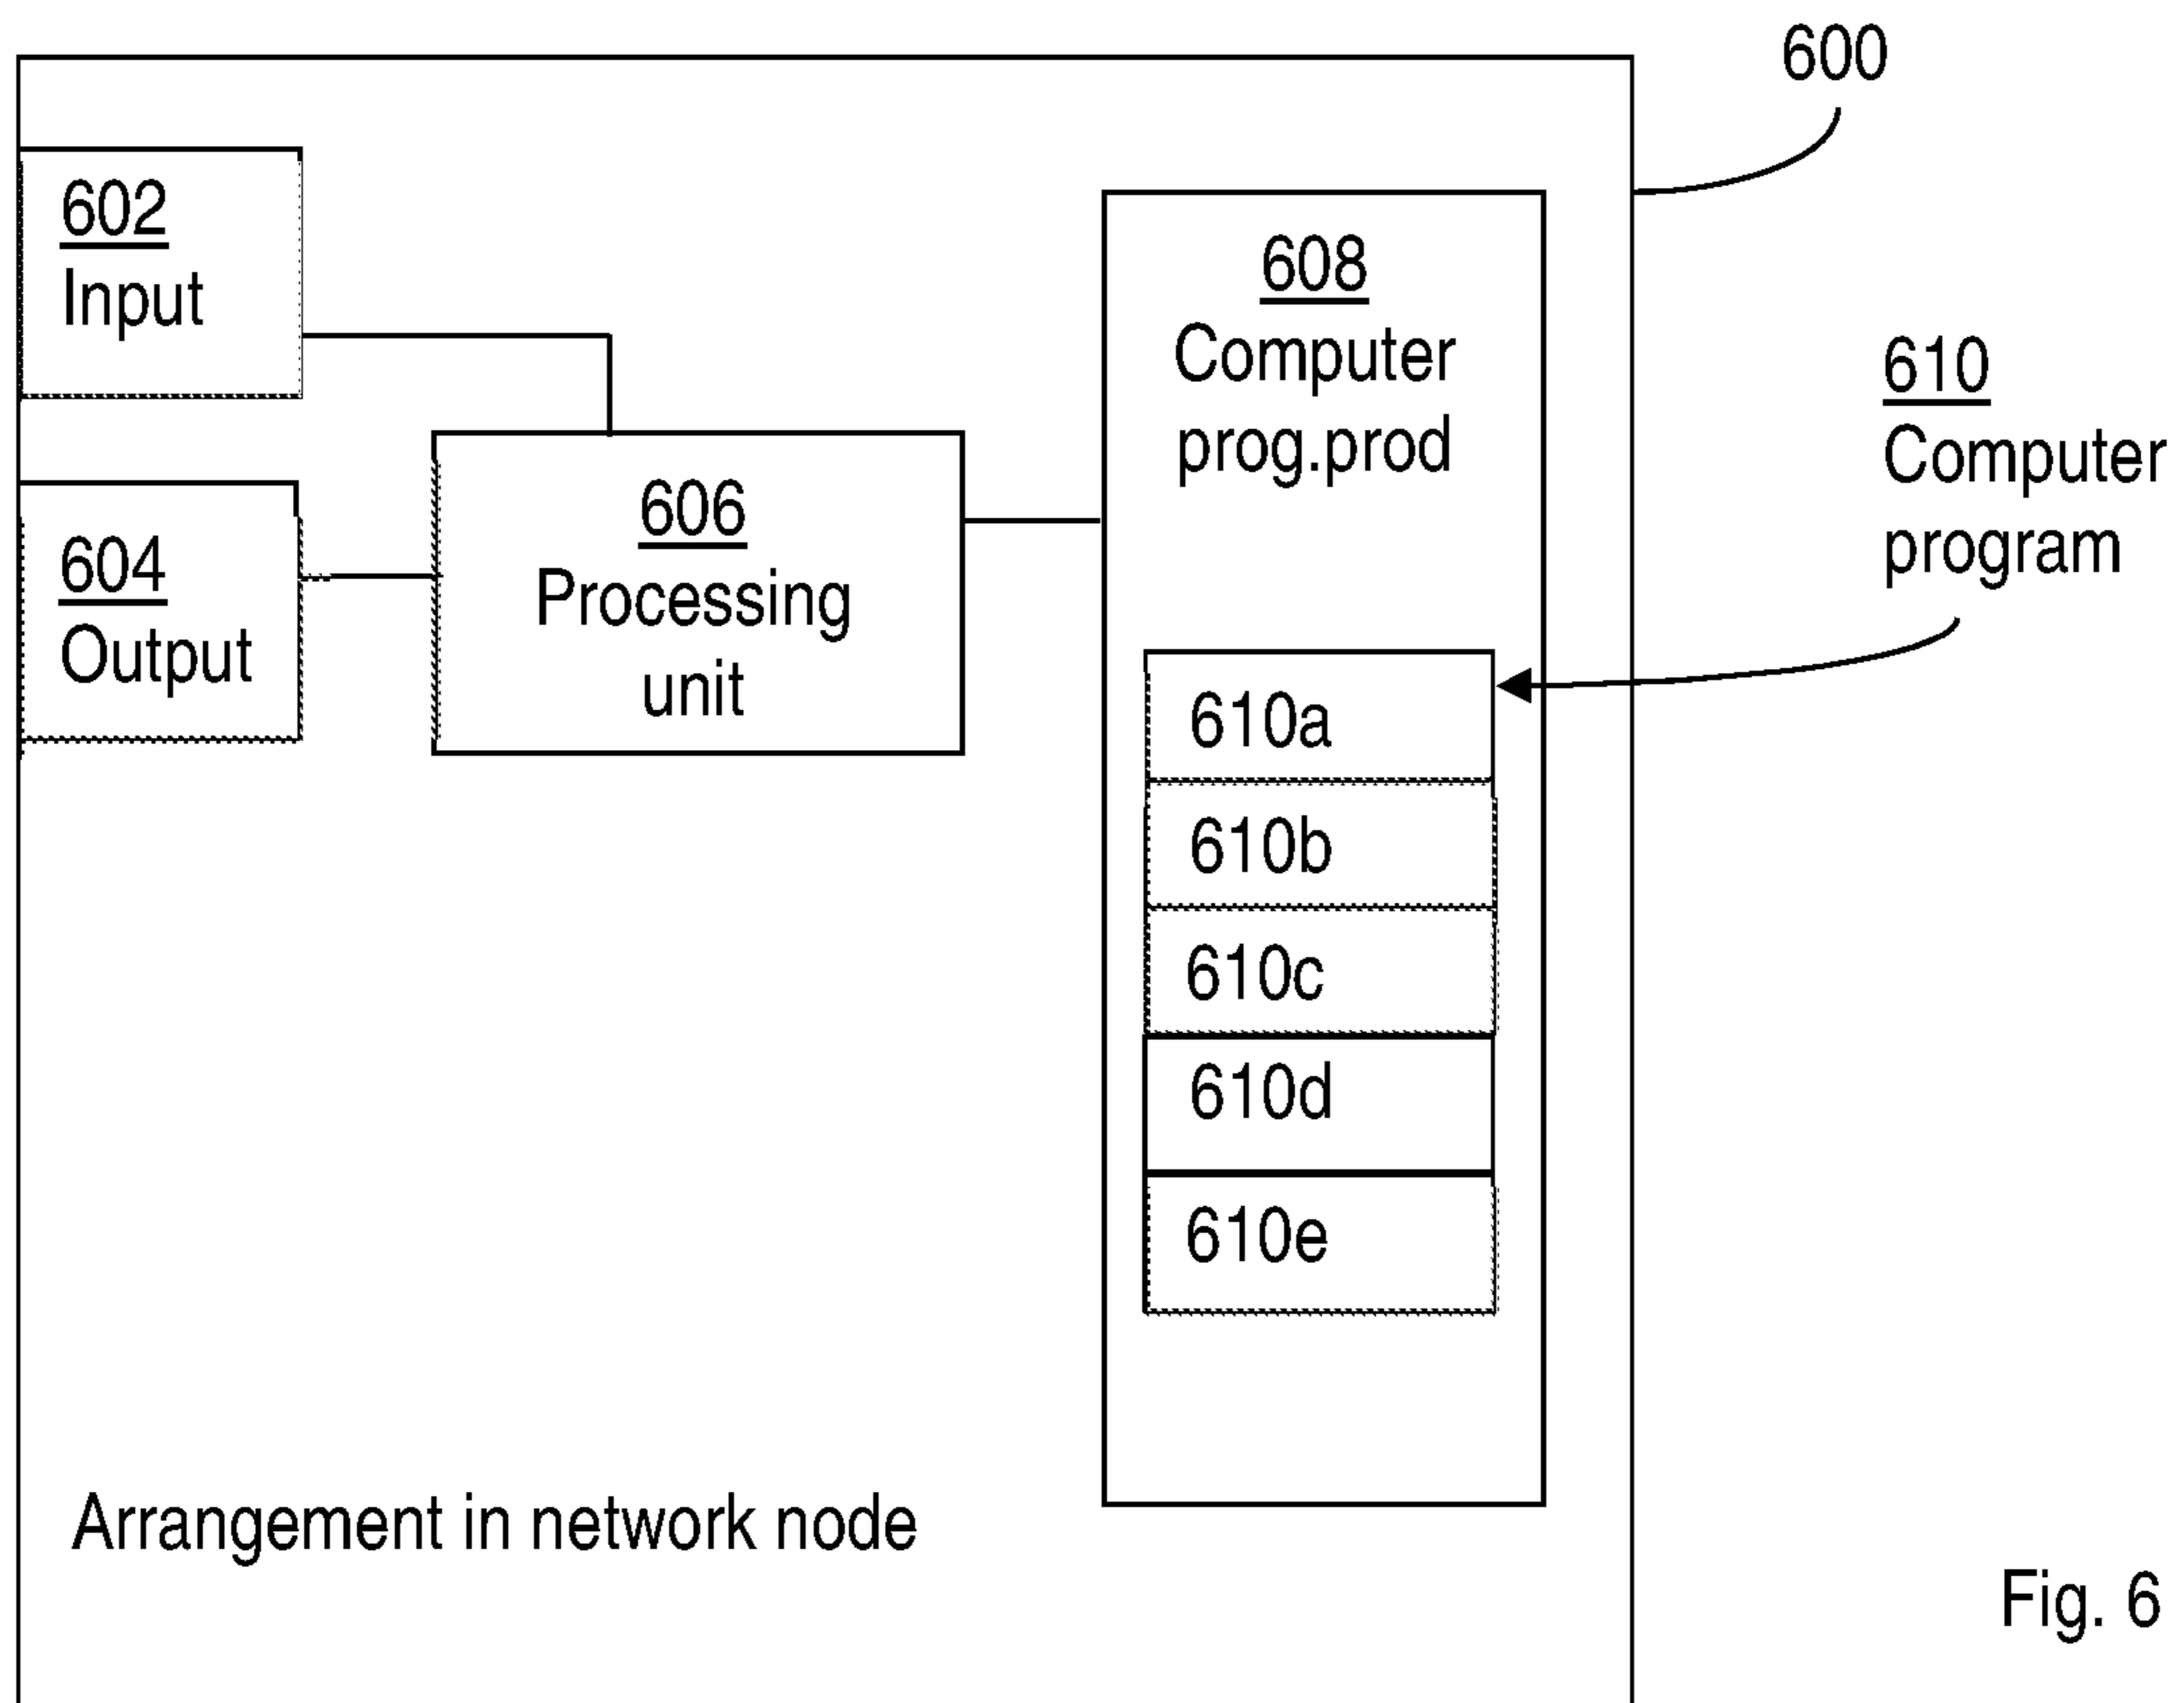 600
602
Input
604
Output
606
Processing
unit
608
Computer
prog.prod
610
Computer
program
610a
610b
610c
610d
610e
Arrangement in network node
Fig. 6